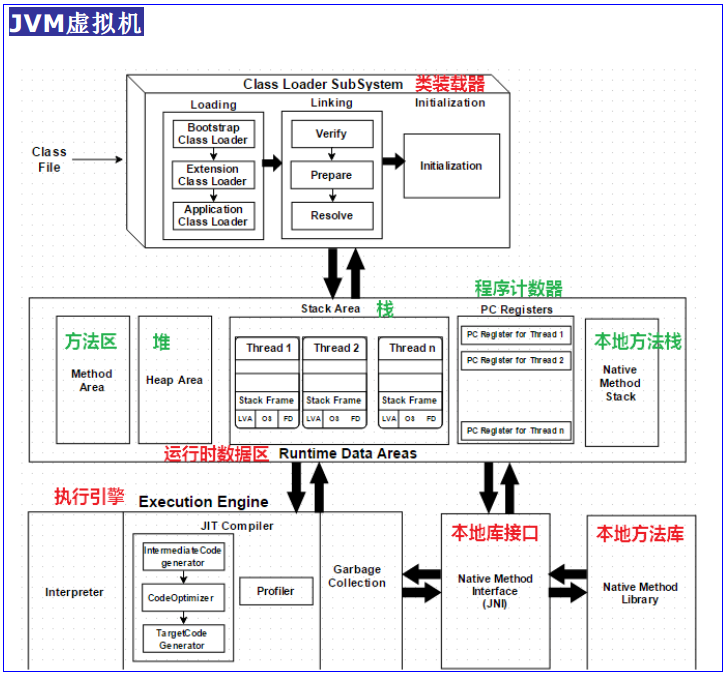 JVM虚拟机
Class Loader SubSystem 类装载器
Loading
Linking
Initialization
Class
File
Bootstrap
Class Loader
Extension
Class Loader
Application
Class Loader
Verify
Prepare
Resolve
Initialization
程序计数器
Stack Area 栈
PC Registers
方法区
Method
Area
堆
Heap Area
Thread 1
Stack Frame
LVA OS FD
Thread 2
Stack Frame
LVA OS FD
Thread n
Stack Frame
LVA OS FD
PC Register for Thread 1
PC Register for Thread 2
PC Register for Thread n
本地方法栈
Native
Method
Stack
运行时数据区 Runtime Data Areas
执行引擎 Execution Engine
Interpreter
JIT Compiler
IntermediateCode
generator
CodeOptimizer
TargetCode
Generator
Profiler
Garbage
Collection
本地库接口
Native Method
Interface
(JNI)
本地方法库
Native Method
Library